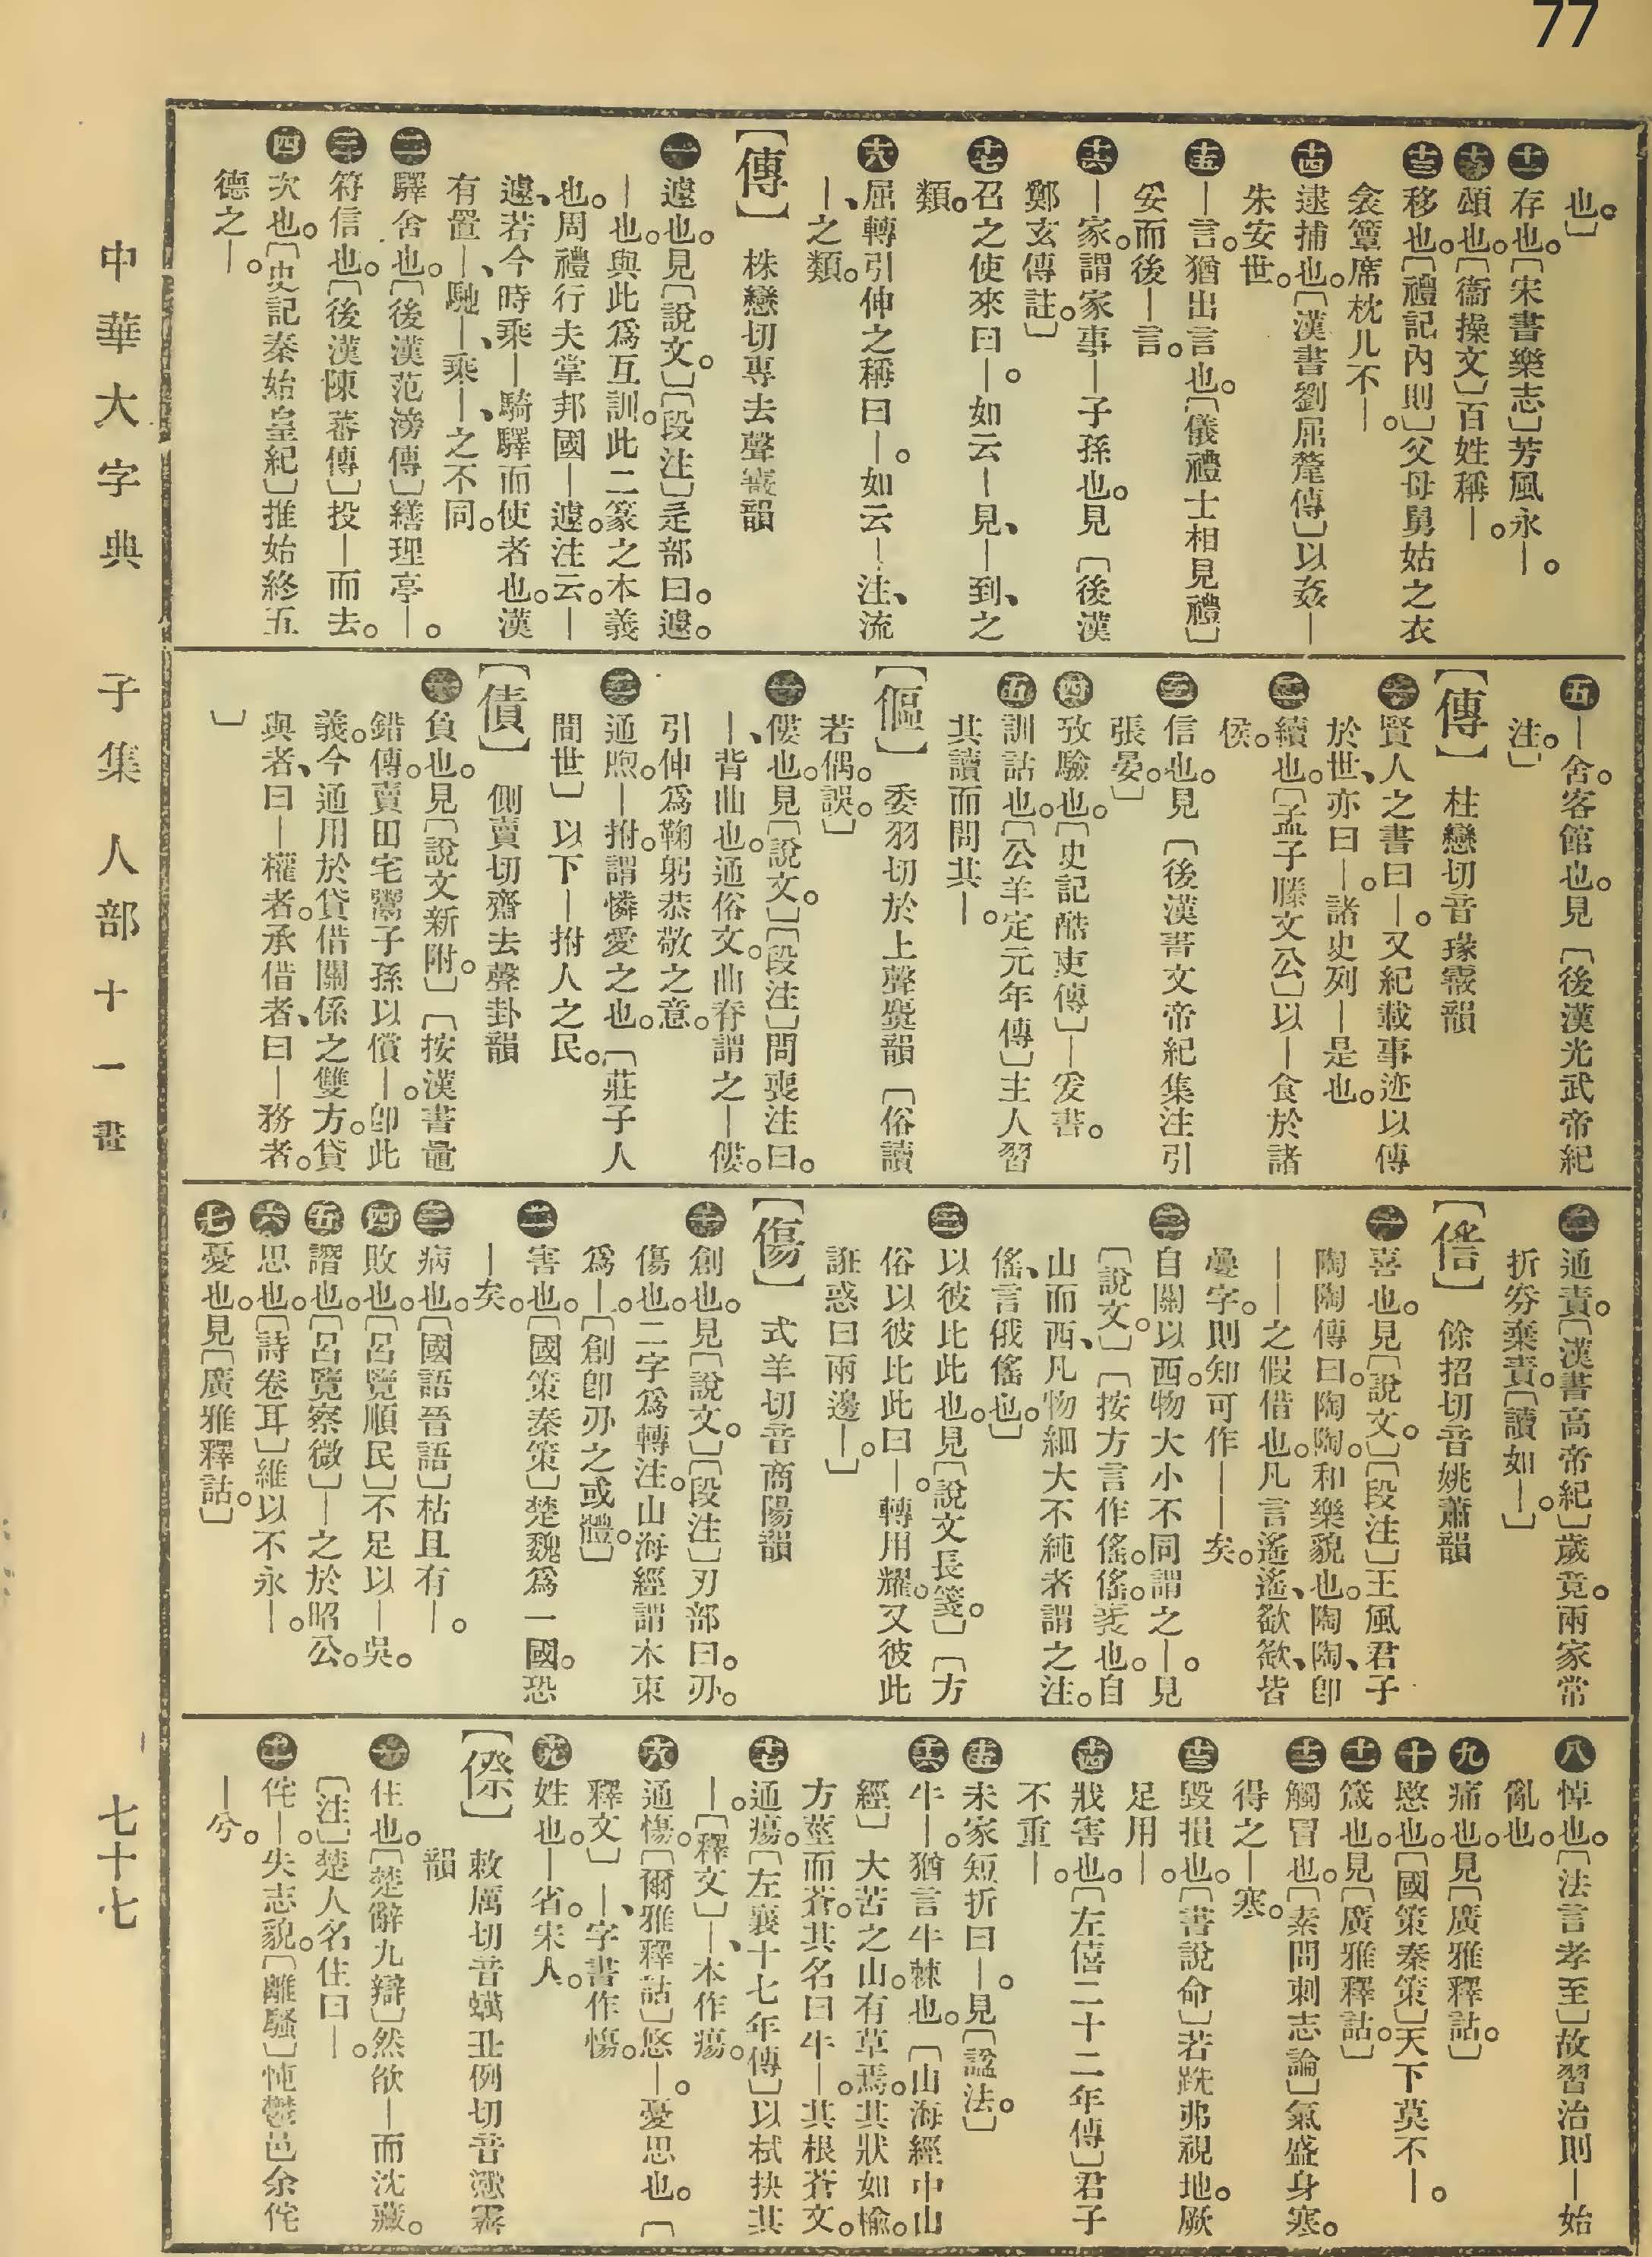 77
也。〕
十一存也。〔宋書樂志〕芳風永—。
頌也。〔衞操文〕百姓稱—。
十三移也。〔禮記內則〕父母舅姑之衣
衾簟席枕几不—。
十四逮捕也。〔漢書劉屈氂傳〕以姦—
朱安世。
十五—言。猶出言也。〔儀禮士相見禮〕
妥而後—言。
十六—家。謂家事—子孫也。見〔後漢
鄭玄傳註。〕
十七召之使來曰—。如云—見、—到、之
類。
十八屈轉引伸之稱曰—。如云—注、流
—、之類。
【傳】 株戀切專去聲霰韻
一遽也。見〔說文。〕〔段注〕辵部曰。遽。
—也。與此爲互訓。此二篆之本義
也。周禮行夫掌邦國—遽。注云。—
遽、若今時乘—騎驛而使者也。漢
有置—、馳—、乘—、之不同。
二驛舍也。〔後漢范滂傳〕繕理亭—。
三符信也。〔後漢陳蕃傳〕投—而去。
四次也。〔史記秦始皇紀〕推始終五
德之—。
五—舍。客館也。見〔後漢光武帝紀
注。〕
【傳】 柱戀切音瑑霰韻
一賢人之書曰—。又紀載事迹以傳
於世、亦曰—。諸史列—是也。
二續也。〔孟子滕文公〕以—食於諸
侯。
三信也。見〔後漢書文帝紀集注引
張晏。〕
四攷驗也。〔史記酷吏傳〕—爰書。
五訓詁也。〔公羊定元年傳〕主人習
其讀而問其—。
【傴】 委羽切於上聲麌韻〔俗讀
若偶。誤。〕
一僂也。見〔說文。〕〔段注〕問喪注曰。
—、背曲也。通俗文。曲脊謂之—僂。
引伸爲鞠躬恭敬之意。
二通煦。—拊。謂憐愛之也。〔莊子人
間世〕以下—拊人之民。
【債】 側賣切齋去聲卦韻
一負也。見〔說文新附。〕〔按漢書鼂
錯傳。賣田宅鬻子孫以償—。卽此
義。今通用於貸借關係之雙方。貸
與者、曰—權者。承借者、曰—務者。
〕
二通責。〔漢書高帝紀〕歲竟。兩家常
折券棄責。〔讀如—。〕
【偣】 餘招切音姚蕭韻
一喜也。見〔說文。〕〔段注〕王風君子
陶陶傳曰。陶陶。和樂貌也。陶陶、卽
——之假借也。凡言遙遙、欲欲、皆
疊字。則知可作——矣。
二自關以西。物大小不同謂之—。見
〔說文。〕〔按方言作傜。傜。衺也。自
山而西、凡物細大不純者謂之注。
傜、言俄傜也。〕
三以彼比此也。見〔說文長箋。〕〔方
俗以彼比此曰—。轉用耀。又彼此
誑惑曰兩邊—。〕
【傷】 式羊切音商陽韻
一創也。見〔說文。〕〔段注〕刃部曰。刅。
傷也。二字爲轉注。山海經謂木束
爲—。〔創卽刅之或體。〕
二害也。〔國策秦策〕楚魏爲一國。恐
—矣。
三病也。〔國語晉語〕枯且有—。
四敗也。〔呂覽順民〕不足以—吳。
五譖也。〔呂覽察微〕—之於昭公。
六思也。〔詩卷耳〕維以不永—。
七憂也。見〔廣雅釋詁。〕
八悼也。〔法言孝至〕故習治則—始
亂也。
九痛也。見〔廣雅釋詁。〕
十愍也。〔國策秦策〕天下莫不—。
十一箴也。見〔廣雅釋詁。〕
十二觸冒也。〔素問刺志論〕氣盛身寒。
得之—寒。
十三毀損也。〔書說命〕若跣弗視地。厥
足用—。
十四戕害也。〔左僖二十二年傳〕君子
不重—。
十五未家短折曰—。見〔諡法。〕
十六牛—。猶言牛棘也。〔山海經中山
經〕大苦之山。有草焉。其狀如楡。
方莖而蒼。其名曰牛—。其根蒼文。
十七通瘍。〔左襄十七年傳〕以杙抉其
—。〔釋文〕—、本作瘍。
十八通慯。〔爾雅釋詁〕悠—。憂思也。〔
釋文〕—、字書作慯。
十九姓也。—省。宋人。
【傺】 敕厲切音蠇丑例切音懘霽
韻
一住也。〔楚辭九辯〕然欿—而沈藏。
〔注〕楚人名住曰—。
二侘—。失志貌。〔離騷〕忳鬱邑余侘
—兮。
中華大字典 子集 人部十一畫 七十七